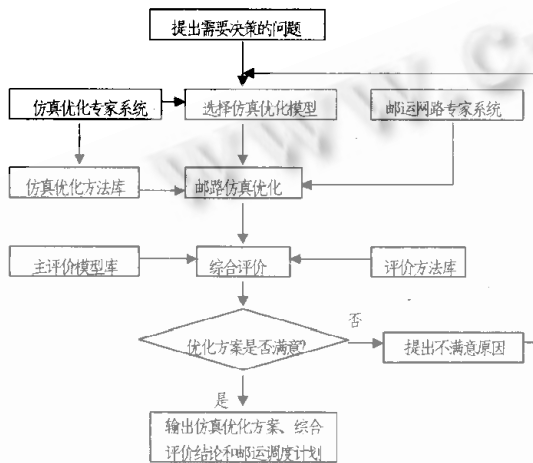 提出需要决策的问题
仿真优化专家系统
选择仿真优化模型
邮运网路专家系统
仿真优化方法库
邮路仿真优化
主评价模型库
综合评价
评价方法库
优化方案是否满意?
否
提出不满意原因
是
输出仿真优化方案、综合
评价结论和邮运调度计划